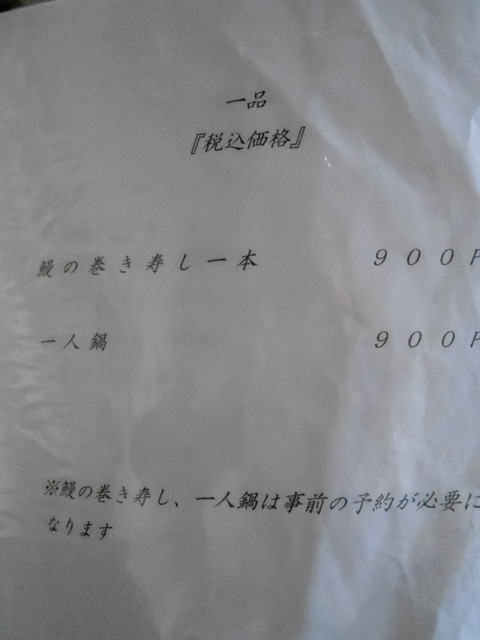 一品
『税込価格』
鰻の巻き寿し一本 ９００
一人鍋 ９００
※鰻の巻き寿し、一人鍋は事前の予約が必要に
なります